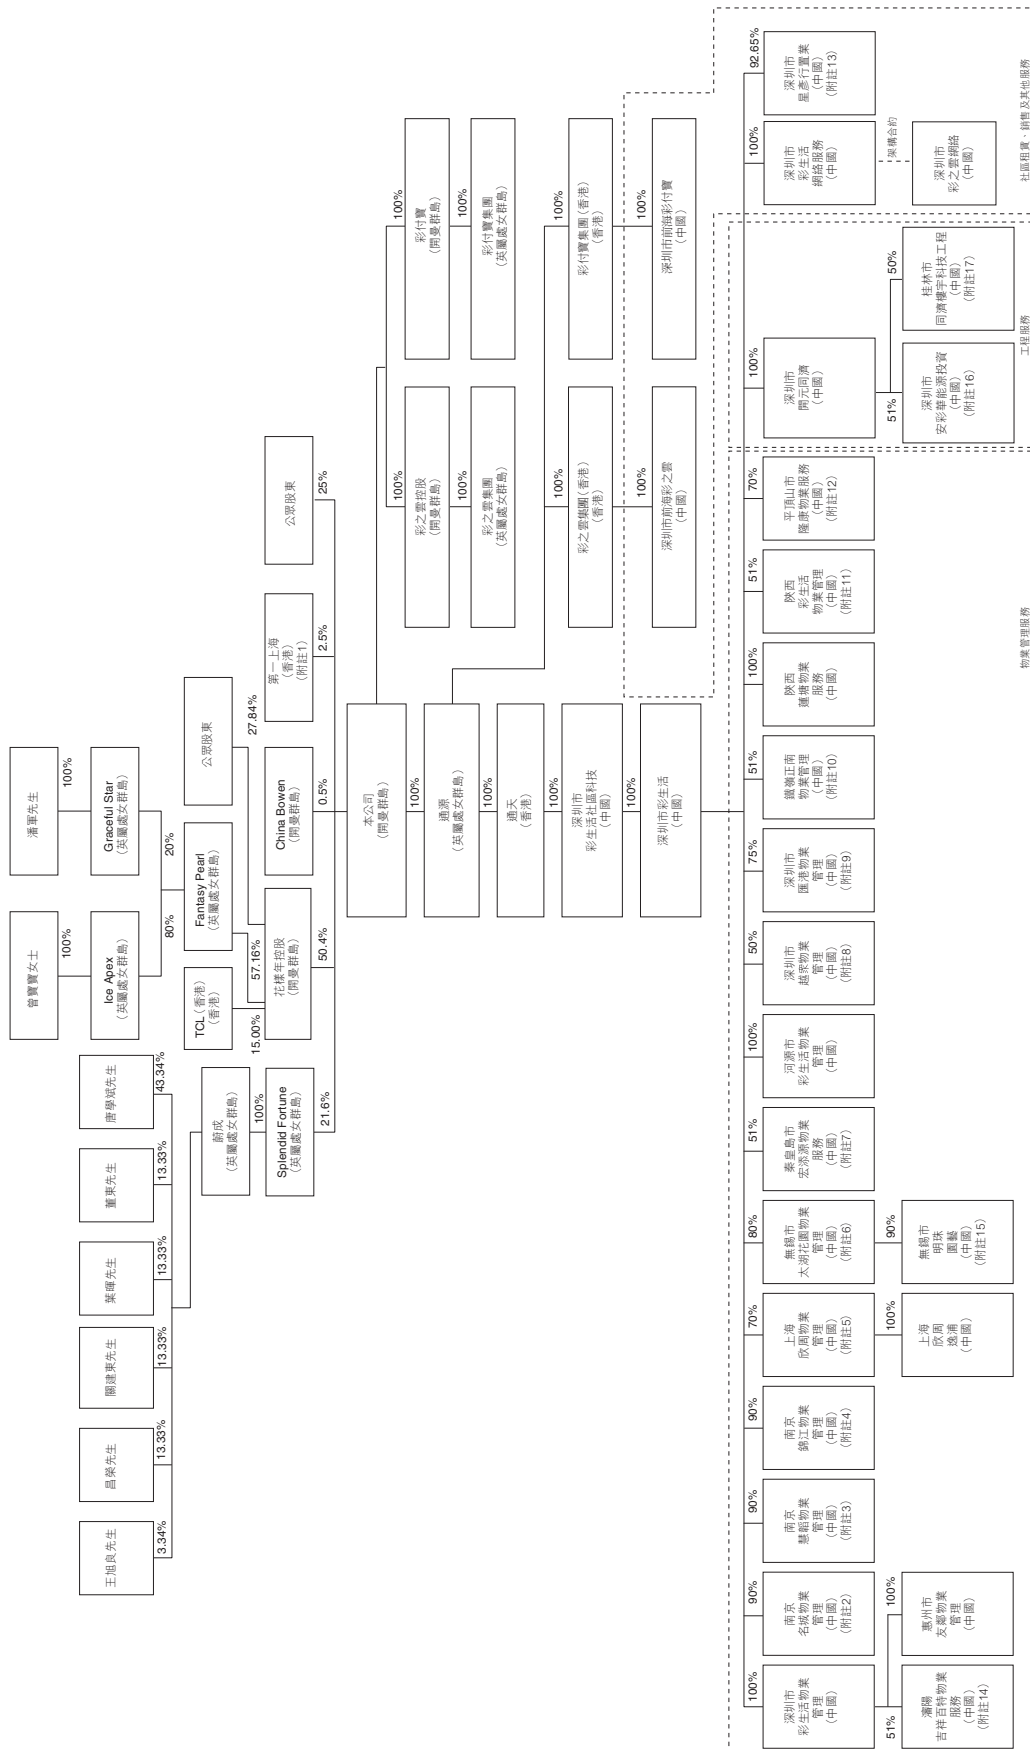 王旭良先生
昌榮先生
關建東先生
葉暉先生
董東先生
唐學斌先生
曾寶寶女士
潘軍先生
3.34%
13.33%
13.33%
13.33%
13.33%
43.34%
100%
100%
Ice Apex
(英屬處女群島)
Graceful Star
(英屬處女群島)
80%
20%
蔚成
(英屬處女群島)
TCL (香港)
(香港)
Fantasy Pearl
(英屬處女群島)
公眾股東
100%
15.00%
57.16%
27.84%
Splendid Fortune
(英屬處女群島)
花樣年控股
(開曼群島)
China Bowen
(開曼群島)
第一上海
(香港)
(附註1)
公眾股東
21.6%
50.4%
0.5%
2.5%
25%
本公司
(開曼群島)
100%
通源
(英屬處女群島)
100%
通天
(香港)
100%
深圳市
彩生活社區科技
(中國)
100%
深圳市彩生活
(中國)
100%
100%
彩之雲控股
(開曼群島)
彩付寶
(開曼群島)
100%
100%
彩之雲集團
(英屬處女群島)
彩付寶集團
(英屬處女群島)
100%
100%
彩之雲集團(香港)
(香港)
彩付寶集團(香港)
(香港)
100%
100%
深圳市前海彩之雲
(中國)
深圳市前海彩付寶
(中國)
100%
90%
90%
90%
70%
80%
51%
100%
50%
75%
51%
100%
51%
70%
100%
100%
92.65%
深圳市
彩生活物業
管理
(中國)
南京
名城物業
管理
(中國)
(附註2)
南京
慧韜物業
管理
(中國)
(附註3)
南京
錦江物業
管理
(中國)
(附註4)
上海
欣周物業
管理
(中國)
(附註5)
無錫市
太湖花園物業
管理
(中國)
(附註6)
秦皇島市
宏添源物業
服務
(中國)
(附註7)
河源市
彩生活物業
管理
(中國)
深圳市
越眾物業
管理
(中國)
(附註8)
深圳市
匯港物業
管理
(中國)
(附註9)
鐵嶺正南
物業管理
(中國)
(附註10)
陝西
蓮塘物業
服務
(中國)
陝西
彩生活
物業管理
(中國)
(附註11)
平頂山市
隆康物業服務
(中國)
(附註12)
深圳市
開元同濟
(中國)
深圳市
彩生活
網絡服務
(中國)
深圳市
星彥行置業
(中國)
(附註13)
51%
100%
100%
90%
51%
50%
架構合約
瀋陽
吉祥百特物業
服務
(中國)
(附註14)
惠州市
友鄰物業
管理
(中國)
上海
欣周
逸浦
(中國)
無錫市
明珠
園藝
(中國)
(附註15)
深圳市
安彩華能源投資
(中國)
(附註16)
桂林市
同濟樓宇科技工程
(中國)
(附註17)
深圳市
彩之雲網絡
(中國)
物業管理服務
工程服務
社區租賃、銷售及其他服務